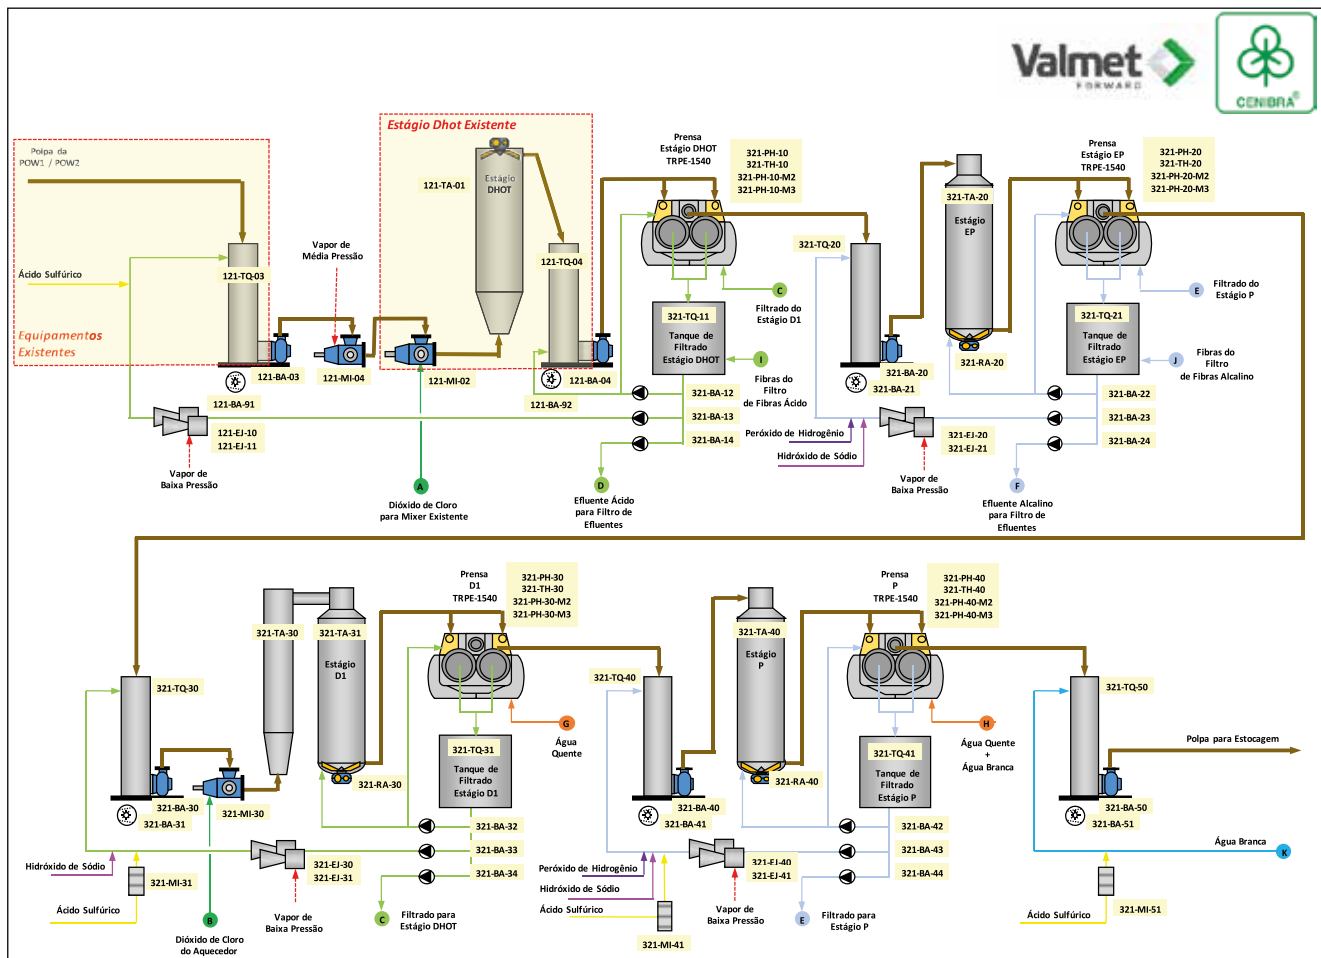 Valmet
FORWARD
CENIBRA®
Polpa da
POW1 / POW2
Ácido Sulfúrico
Equipamentos
Existentes
121-TQ-03
121-BA-03
121-BA-91
Vapor de
Média Pressão
121-MI-04
121-EJ-10
121-EJ-11
Vapor de
Baixa Pressão
Estágio Dhot Existente
121-TA-01
Estágio
DHOT
121-TQ-04
121-MI-02
121-BA-04
121-BA-92
A
Dióxido de Cloro
para Mixer Existente
Prensa
Estágio DHOT
TRPE-1540
321-PH-10
321-TH-10
321-PH-10-M2
321-PH-10-M3
C
Filtrado do
Estágio D1
321-TQ-11
Tanque de
Filtrado
Estágio DHOT
I
Fibras do
Filtro
de Fibras Ácido
321-BA-12
321-BA-13
321-BA-14
D
Efluente Ácido
para Filtro de
Efluentes
321-TQ-20
321-BA-20
321-BA-21
321-TA-20
Estágio
EP
321-RA-20
Peróxido de Hidrogênio
Hidróxido de Sódio
321-EJ-20
321-EJ-21
Vapor de
Baixa Pressão
Prensa
Estágio EP
TRPE-1540
321-PH-20
321-TH-20
321-PH-20-M2
321-PH-20-M3
E
Filtrado do
Estágio P
321-TQ-21
Tanque de
Filtrado
Estágio EP
J
Fibras do
Filtro
de Fibras Alcalino
321-BA-22
321-BA-23
321-BA-24
F
Efluente Alcalino
para Filtro de
Efluentes
321-TQ-30
321-BA-30
321-BA-31
321-MI-30
321-TA-30
321-TA-31
Estágio
D1
321-RA-30
Hidróxido de Sódio
321-MI-31
Ácido Sulfúrico
B
Dióxido de Cloro
do Aquecedor
321-EJ-30
321-EJ-31
Vapor de
Baixa Pressão
Prensa
D1
TRPE-1540
321-PH-30
321-TH-30
321-PH-30-M2
321-PH-30-M3
G
Água
Quente
321-TQ-31
Tanque de
Filtrado
Estágio D1
321-BA-32
321-BA-33
321-BA-34
C
Filtrado para
Estágio DHOT
321-TQ-40
321-BA-40
321-BA-41
321-TA-40
Estágio
P
321-RA-40
Peróxido de Hidrogênio
Hidróxido de Sódio
Ácido Sulfúrico
321-MI-41
321-EJ-40
321-EJ-41
Vapor de
Baixa Pressão
Prensa
P
TRPE-1540
321-PH-40
321-TH-40
321-PH-40-M2
321-PH-40-M3
H
Água Quente
+
Água Branca
321-TQ-41
Tanque de
Filtrado
Estágio P
321-BA-42
321-BA-43
321-BA-44
E
Filtrado para
Estágio P
321-TQ-50
Polpa para Estocagem
321-BA-50
321-BA-51
Água Branca
K
Ácido Sulfúrico
321-MI-51